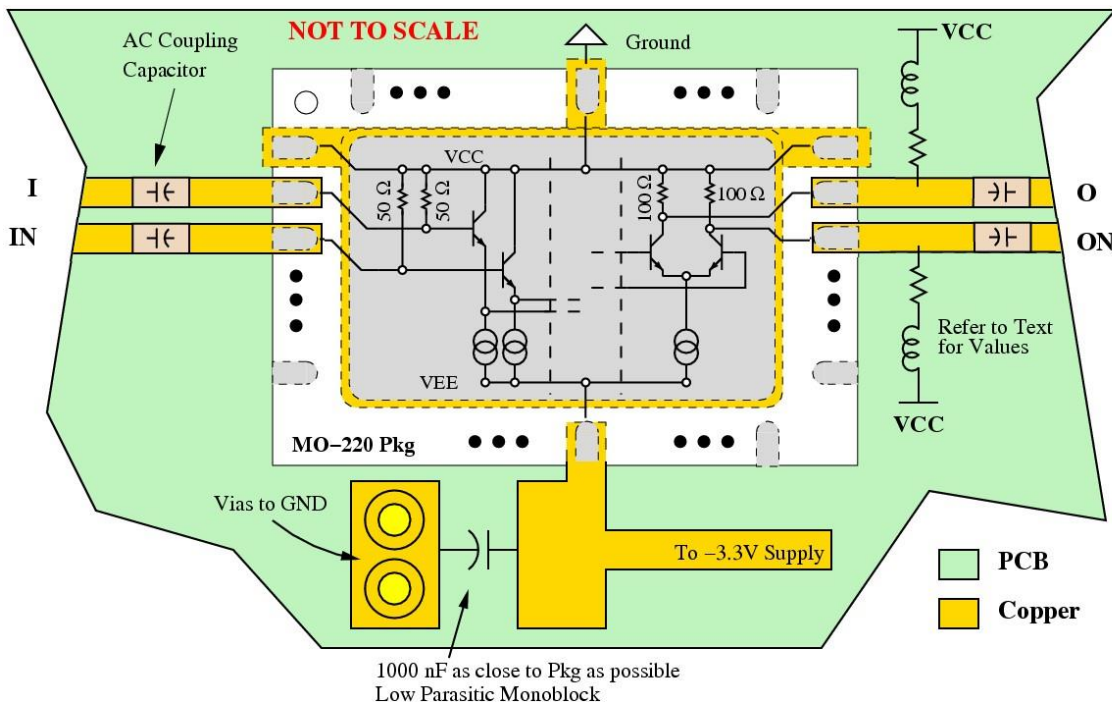 NOT TO SCALE
AC Coupling
Capacitor
Ground
VCC
VCC
50 Ω
50 Ω
100 Ω
100 Ω
I
IN
O
ON
VEE
Refer to Text
for Values
VCC
MO−220 Pkg
Vias to GND
To −3.3V Supply
PCB
Copper
1000 nF as close to Pkg as possible
Low Parasitic Monoblock